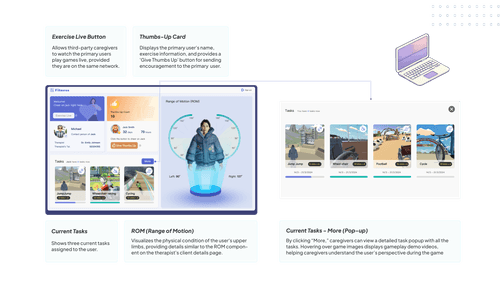 Exercise Live Button
Allows third-party caregivers
to watch the primary users
play games live, provided
they are on the same network.
Thumbs-Up Card
Displays the primary user's name,
exercise information, and provides a
"Give Thumbs Up" button for sending
encouragement to the primary user.
Range of Motion (ROM)
Tasks
Tasks
Current Tasks
Shows three current tasks
assigned to the user.
ROM (Range of Motion)
Visualizes the physical condition of the user's upper
limbs, providing details similar to the ROM compon-
ent on the therapist's client details page.
Current Tasks - More (Pop-up)
By clicking "More," caregivers can view a detailed task popup with all the
tasks. Hovering over game images displays gameplay demo videos,
helping caregivers understand the user's perspective during the game